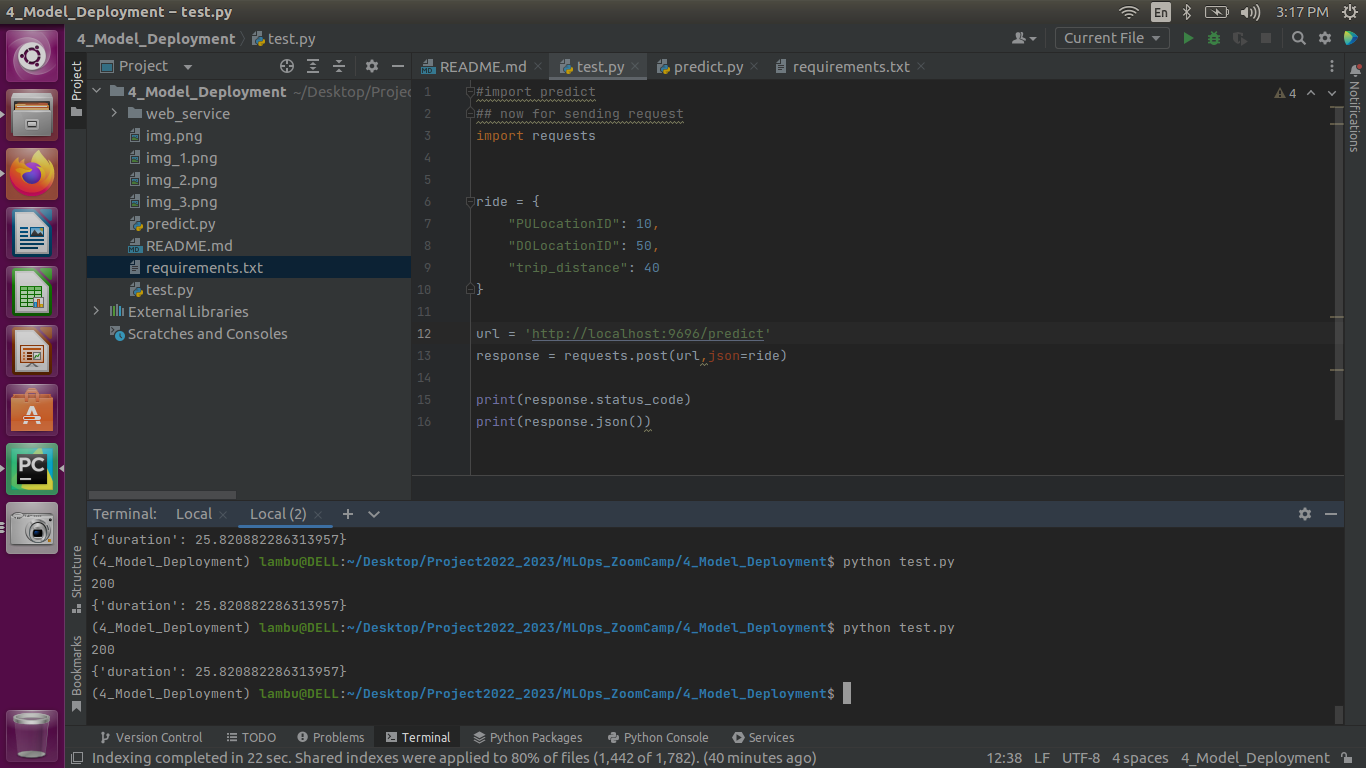 4_Model_Deployment – test.py
En
3:17 PM
4_Model_Deployment
test.py
Current File
Project
Project
README.md
test.py
predict.py
requirements.txt
Notifications
4_Model_Deployment ~/Desktop/Projec
web_service
img.png
img_1.png
img_2.png
img_3.png
predict.py
README.md
requirements.txt
test.py
External Libraries
Scratches and Consoles
4
1 #import predict
2 ## now for sending request
3 import requests
4
5
6 ride = {
7 "PULocationID": 10,
8 "DOLocationID": 50,
9 "trip_distance": 40
10 }
11
12 url = 'http://localhost:9696/predict'
13 response = requests.post(url,json=ride)
14
15 print(response.status_code)
16 print(response.json())
PC
Structure
Bookmarks
Terminal: Local Local (2)
{'duration': 25.820882286313957}
(4_Model_Deployment) lambu@DELL:~/Desktop/Project2022_2023/MLOps_ZoomCamp/4_Model_Deployment$ python test.py
200
{'duration': 25.820882286313957}
(4_Model_Deployment) lambu@DELL:~/Desktop/Project2022_2023/MLOps_ZoomCamp/4_Model_Deployment$ python test.py
200
{'duration': 25.820882286313957}
(4_Model_Deployment) lambu@DELL:~/Desktop/Project2022_2023/MLOps_ZoomCamp/4_Model_Deployment$
Version Control
TODO
Problems
Terminal
Python Packages
Python Console
Services
Indexing completed in 22 sec. Shared indexes were applied to 80% of files (1,442 of 1,782). (40 minutes ago)
12:38 LF UTF-8 4 spaces 4_Model_Deployment